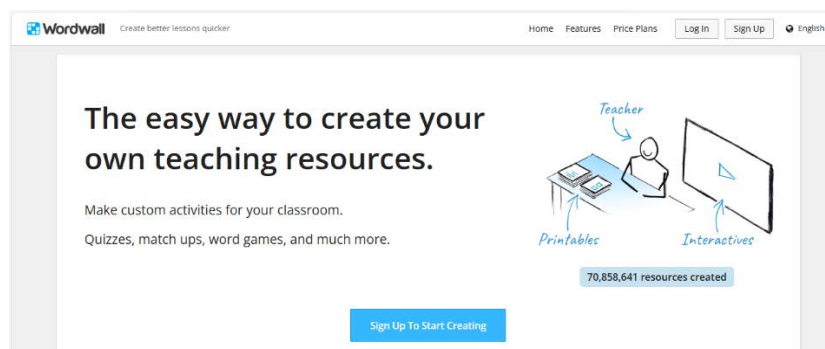 Wordwall Create better lessons quicker Home Features Price Plans Log In Sign Up English
The easy way to create your
own teaching resources.
Make custom activities for your classroom.
Quizzes, match ups, word games, and much more.
Teacher
Printables
Interactives
70,858,641 resources created
Sign Up To Start Creating